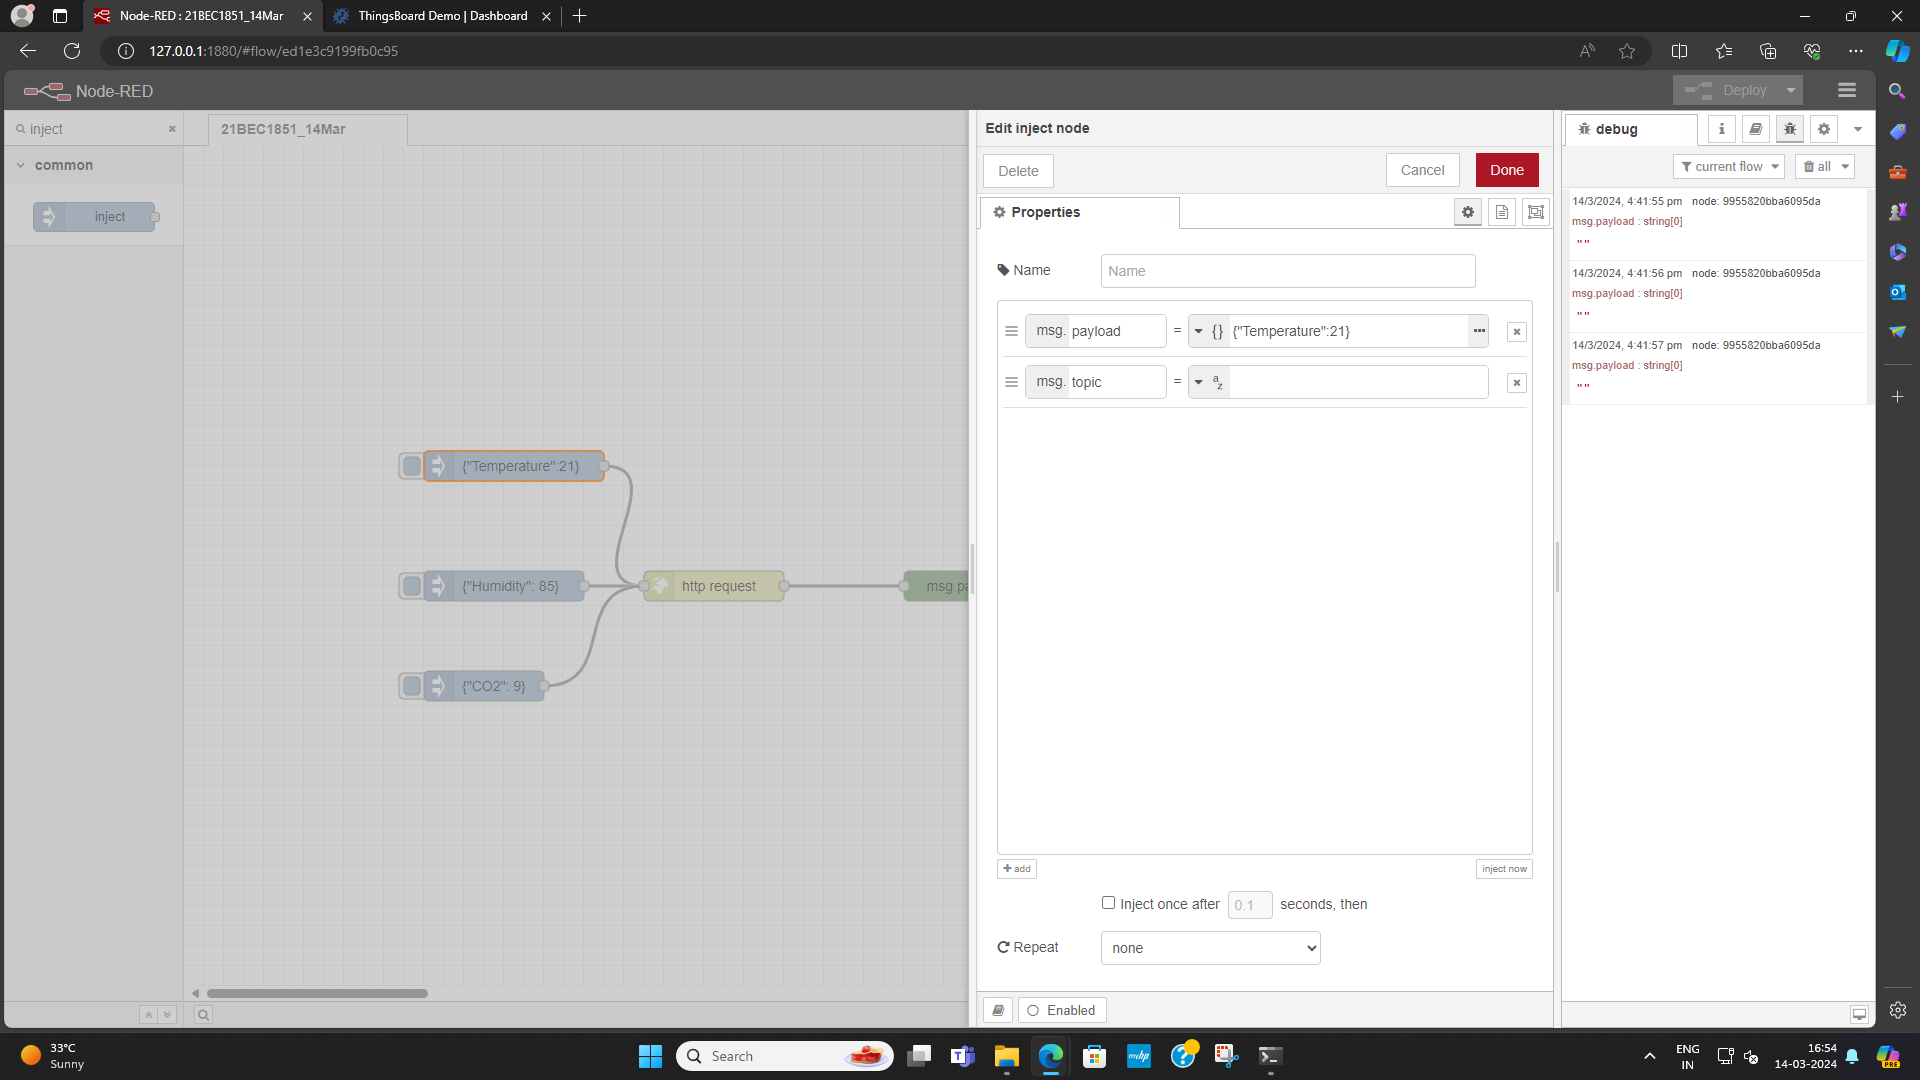 Node-RED : 21BEC1851_14Mar
ThingsBoard Demo | Dashboard
127.0.0.1:1880/#flow/ed1e3c9199fb0c95
Node-RED
Deploy
inject
common
inject
21BEC1851_14Mar
{"Temperature":21}
{"Humidity": 85}
{"CO2": 9}
http request
msg.pa
Edit inject node
Delete
Cancel
Done
Properties
Name
Name
msg. payload = {} {"Temperature":21} ...
msg. topic = a z
+ add
inject now
Inject once after 0.1 seconds, then
Repeat none
Enabled
debug
i
current flow
all
14/3/2024, 4:41:55 pm node: 9955820bba6095da
msg.payload : string[0]
""
14/3/2024, 4:41:56 pm node: 9955820bba6095da
msg.payload : string[0]
""
14/3/2024, 4:41:57 pm node: 9955820bba6095da
msg.payload : string[0]
""
33°C
Sunny
Search
myhp
ENG
IN
16:54
14-03-2024
PRE